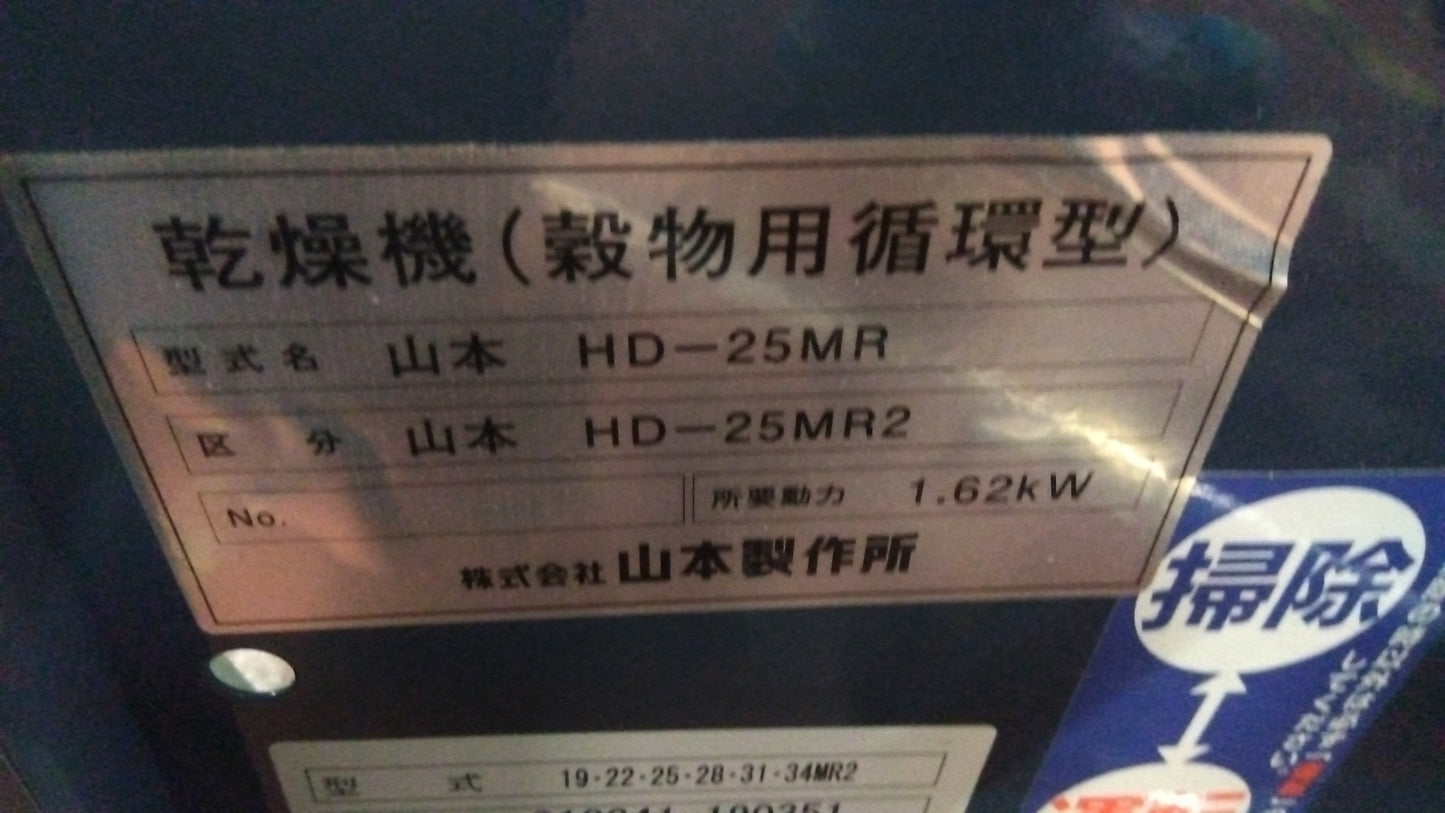 乾燥機(穀物用循環型)
型式名 山本 HD-25MR
区分 山本 HD-25MR2
No. 所要動力 1.62kW
株式会社 山本製作所
掃除
型式 19・22・25・28・31・34MR2